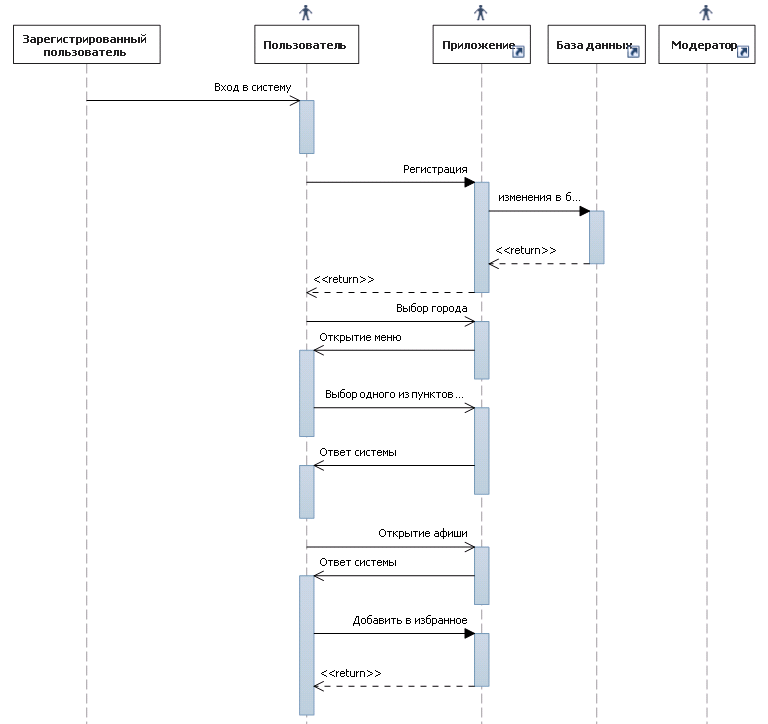 Зарегистрированный
пользователь
Пользователь
Приложение
База данных
Модератор
Вход в систему
Регистрация
изменения в б...
<<return>>
<<return>>
Выбор города
Открытие меню
Выбор одного из пунктов ...
Ответ системы
Открытие афиши
Ответ системы
Добавить в избранное
<<return>>